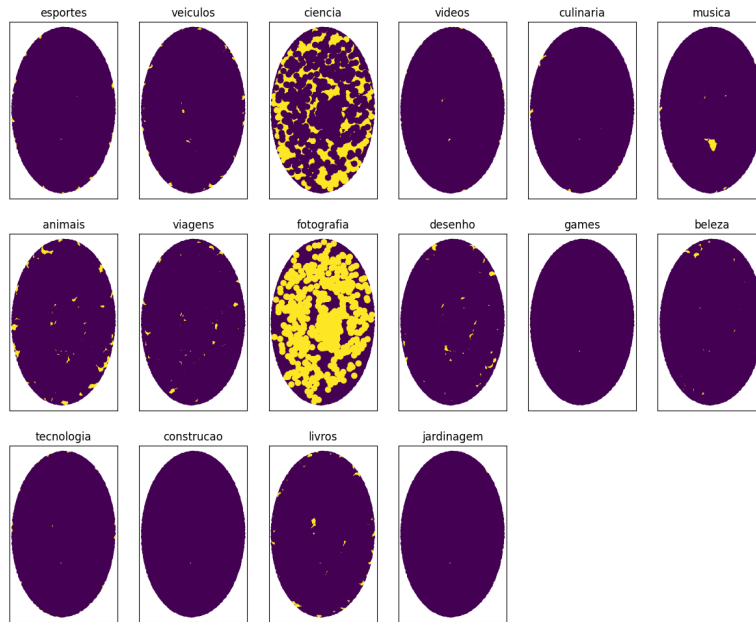 esportes veiculos ciencia videos culinaria musica
animais viagens fotografia desenho games beleza
tecnologia construcao livros jardinagem